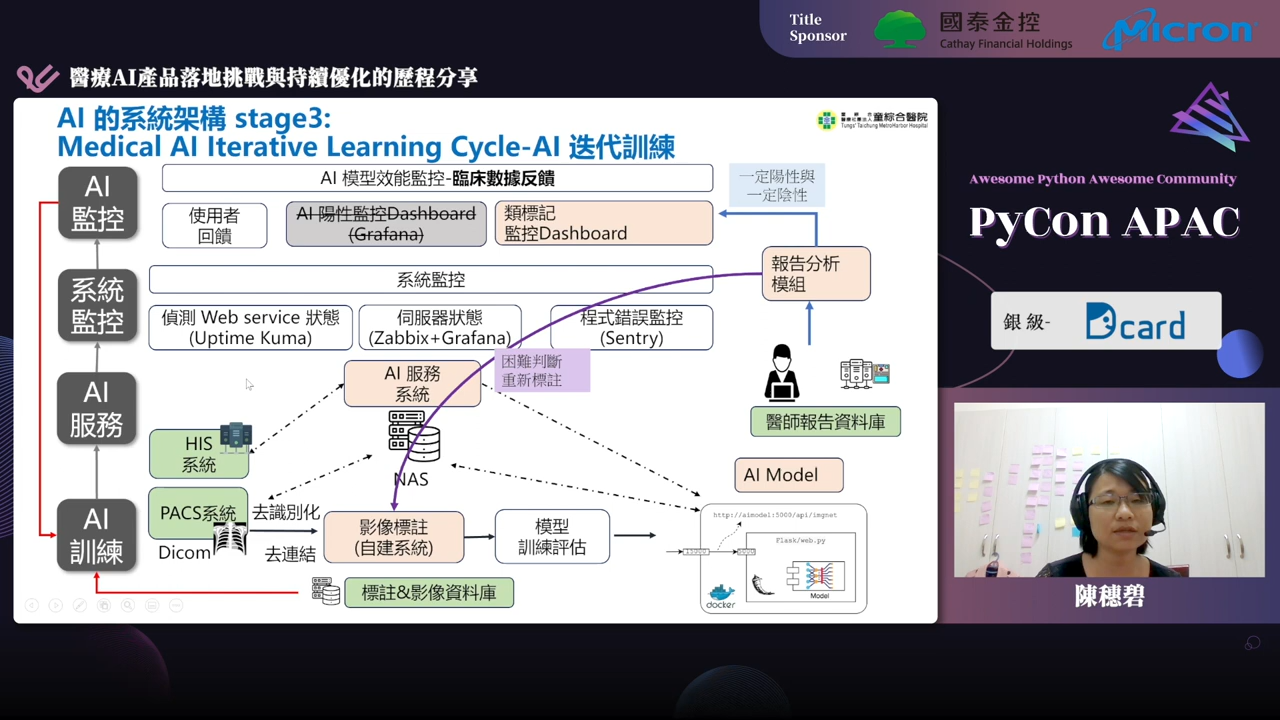 Title
Sponsor
國泰金控
Cathay Financial Holdings
Micron
醫療AI產品落地挑戰與持續優化的歷程分享
AI 的系統架構 stage3:
Medical AI Iterative Learning Cycle-AI 迭代訓練
童綜合醫院
Tungs' Taichung MetroHarbor Hospital
AI
監控
AI 模型效能監控-臨床數據反饋
一定陽性與
一定陰性
使用者
回饋
AI 陽性監控Dashboard
(Grafana)
類標記
監控Dashboard
報告分析
模組
系統
監控
系統監控
偵測 Web service 狀態
(Uptime Kuma)
伺服器狀態
(Zabbix+Grafana)
程式錯誤監控
(Sentry)
困難判斷
重新標註
AI
服務
AI 服務
系統
醫師報告資料庫
HIS
系統
NAS
AI Model
PACS系統
Dicom
去識別化
去連結
AI
訓練
影像標註
(自建系統)
模型
訓練評估
http://aimodel:5000/api/imgnet
Flask/web.py
Model
docker
標註&影像資料庫
Awesome Python Awesome Community
PyCon APAC
銀級-
Dcard
陳穗碧